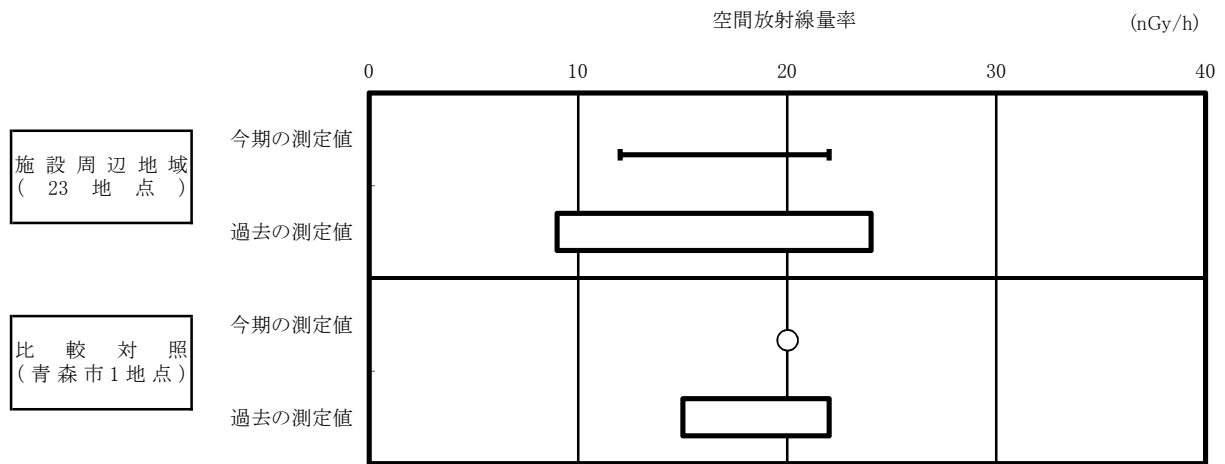 空間放射線量率 (nGy/h)
0 10 20 30 40
施設周辺地域
( 23 地点 )
今期の測定値
過去の測定値
比較対照
(青森市1地点)
今期の測定値
過去の測定値